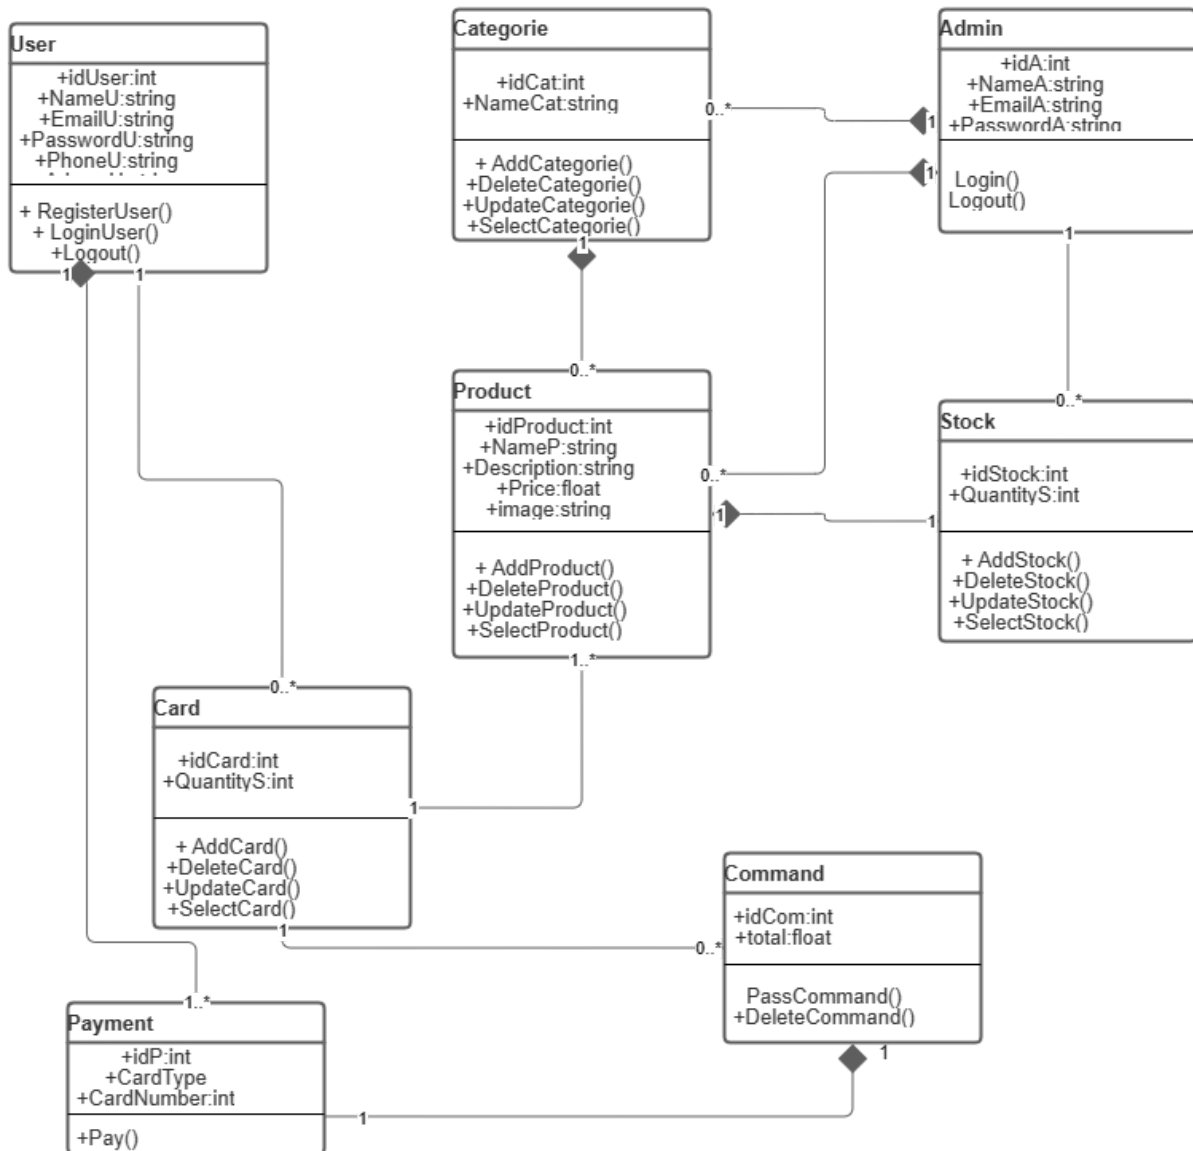 User
+idUser:int
+NameU:string
+EmailU:string
+PasswordU:string
+PhoneU:string
+ RegisterUser()
+ LoginUser()
+Logout()
1
1
Categorie
+idCat:int
+NameCat:string
0..*
+ AddCategorie()
+DeleteCategorie()
+UpdateCategorie()
+SelectCategorie()
1
Admin
+idA:int
+NameA:string
+EmailA:string
+PasswordA:string
1
1
Login()
Logout()
1
0..*
Product
+idProduct:int
+NameP:string
+Description:string
+Price:float
+image:string
0..*
1
+ AddProduct()
+DeleteProduct()
+UpdateProduct()
+SelectProduct()
1..*
0..*
Stock
+idStock:int
+QuantityS:int
1
+ AddStock()
+DeleteStock()
+UpdateStock()
+SelectStock()
0..*
Card
+idCard:int
+QuantityS:int
1
+ AddCard()
+DeleteCard()
+UpdateCard()
+SelectCard()
1
Command
+idCom:int
+total:float
0..*
PassCommand()
+DeleteCommand()
1
1..*
Payment
+idP:int
+CardType
+CardNumber:int
1
+Pay()